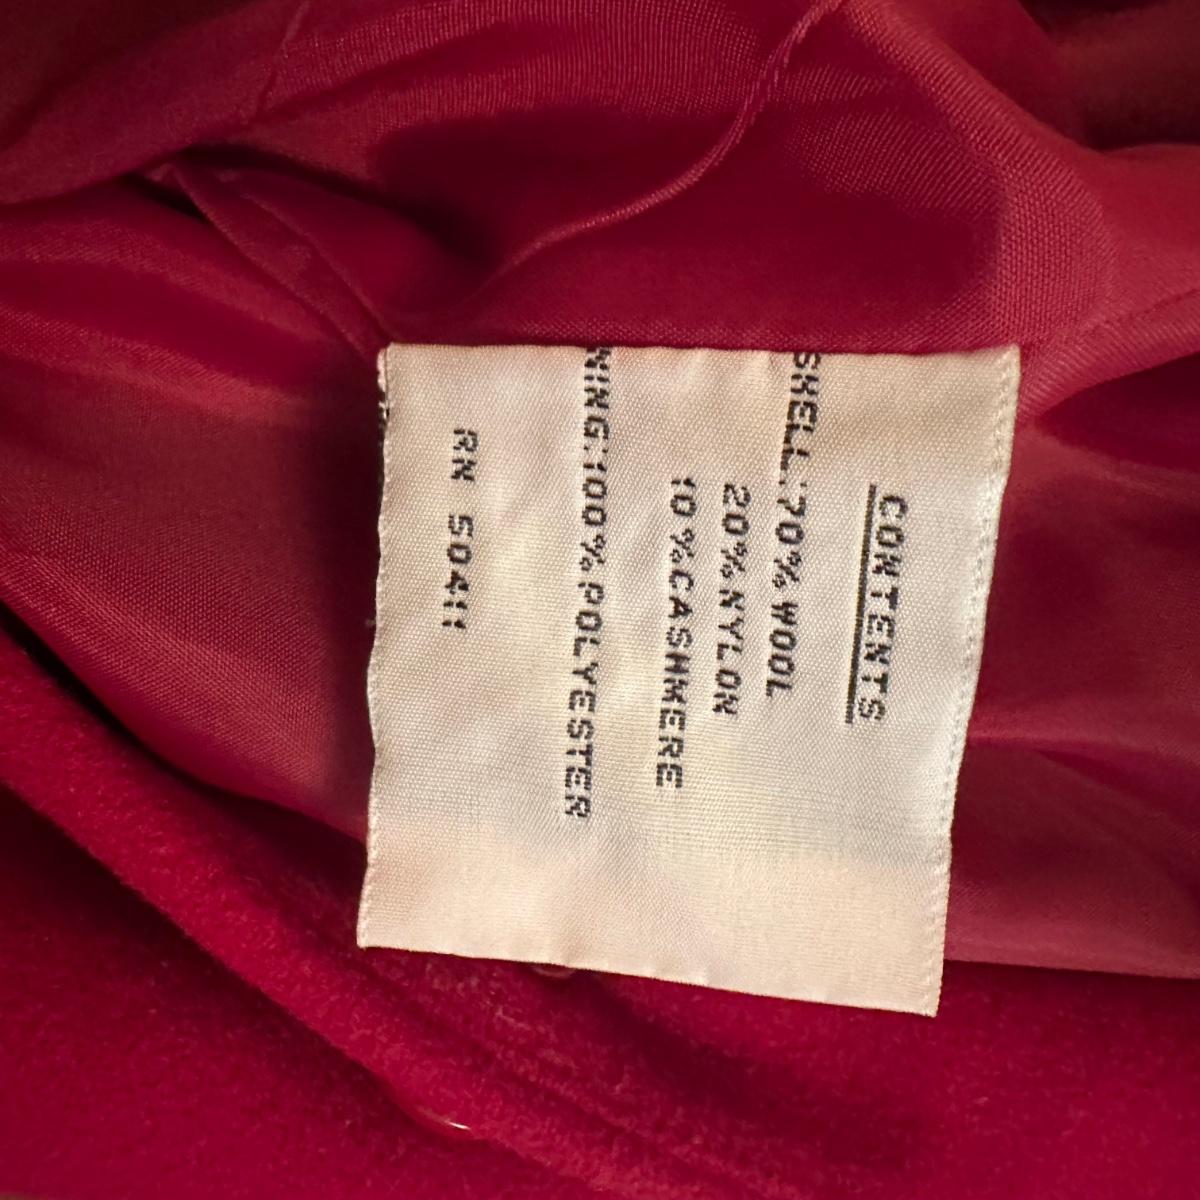 CONTENTS
SHELL:70% WOOL
20% NYLON
10%CASHMERE
NING:100% POLYESTER
RN 50411